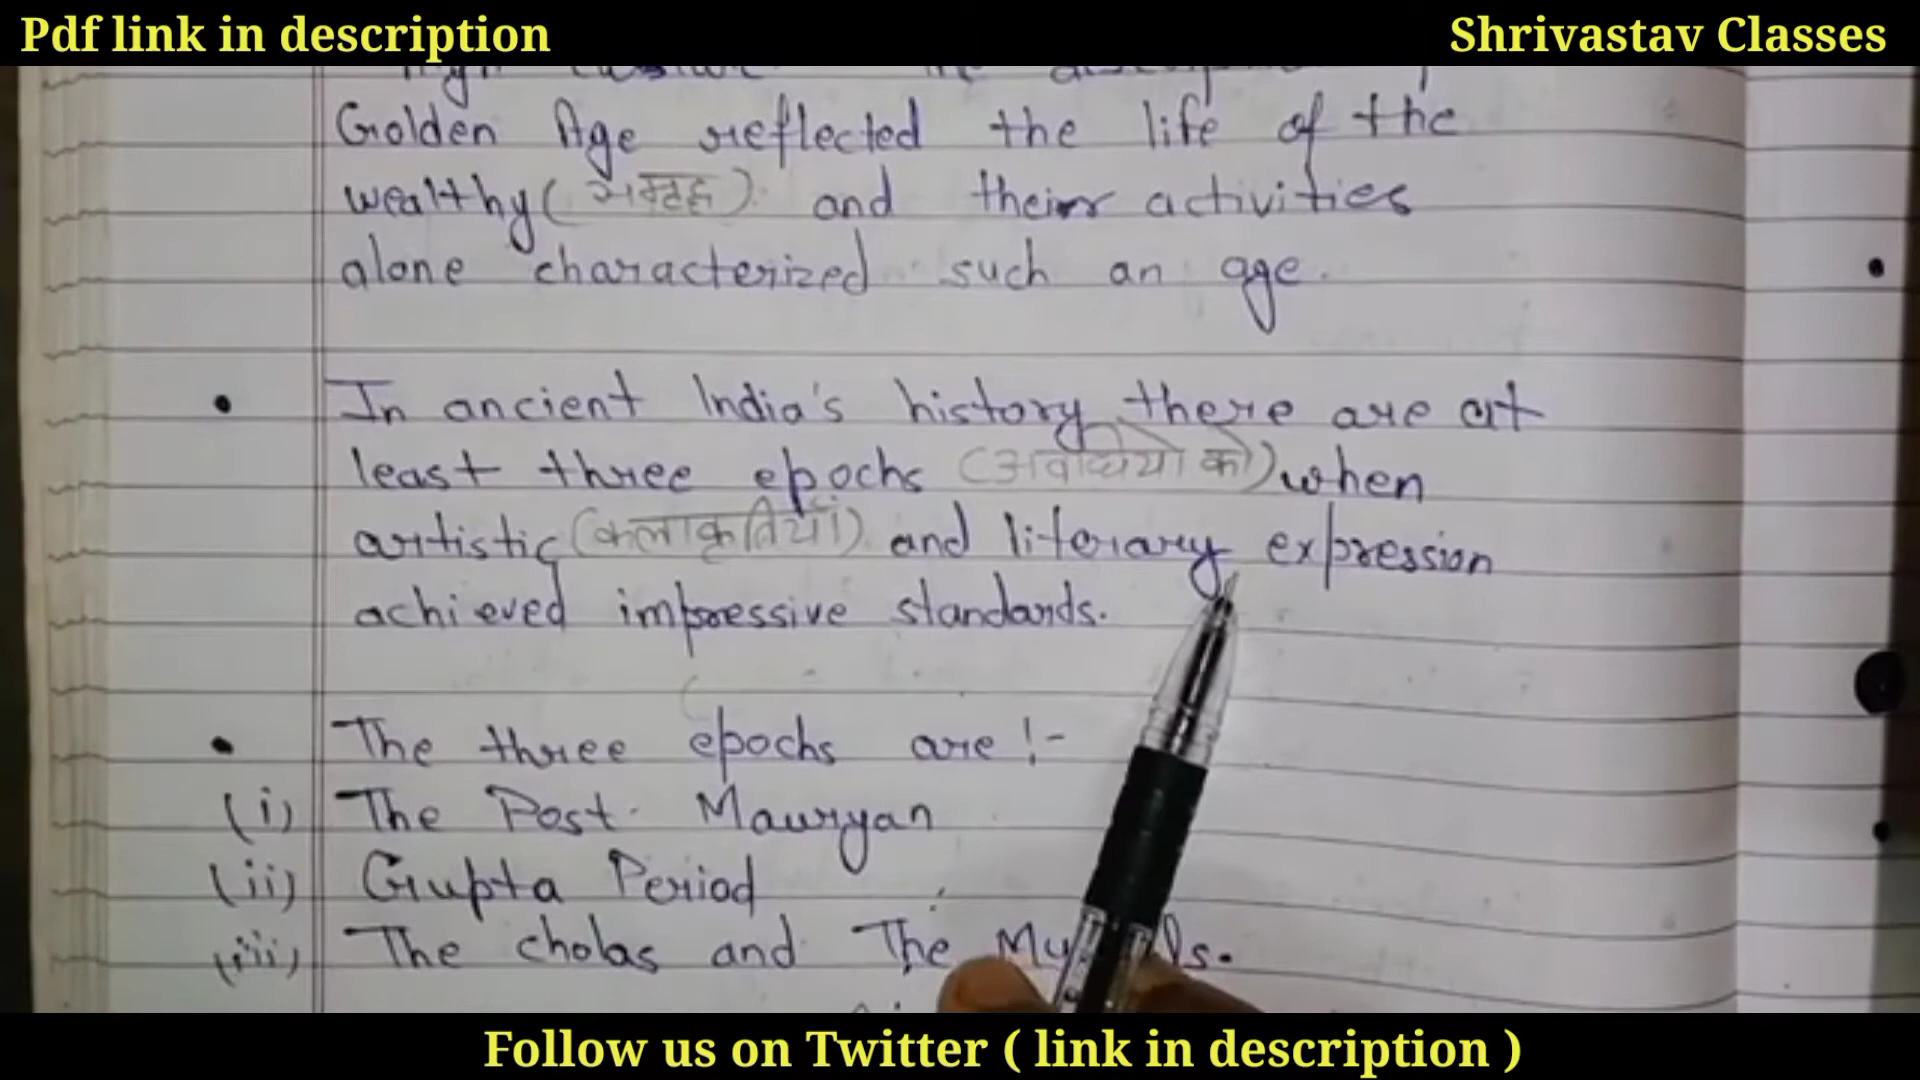 Pdf link in description
Shrivastav Classes
Golden Age reflected the life of the
wealthy ( ) and their activities
alone characterized such an age.
• In ancient India's history there are at
least three epochs (अवधियो को) when
artistic (कलाकृतियाँ) and literary expression
achieved impressive standards.
• The three epochs are :-
(i) The Post Mauryan
(ii) Gupta Period
(iii) The cholas and The
Follow us on Twitter ( link in description )